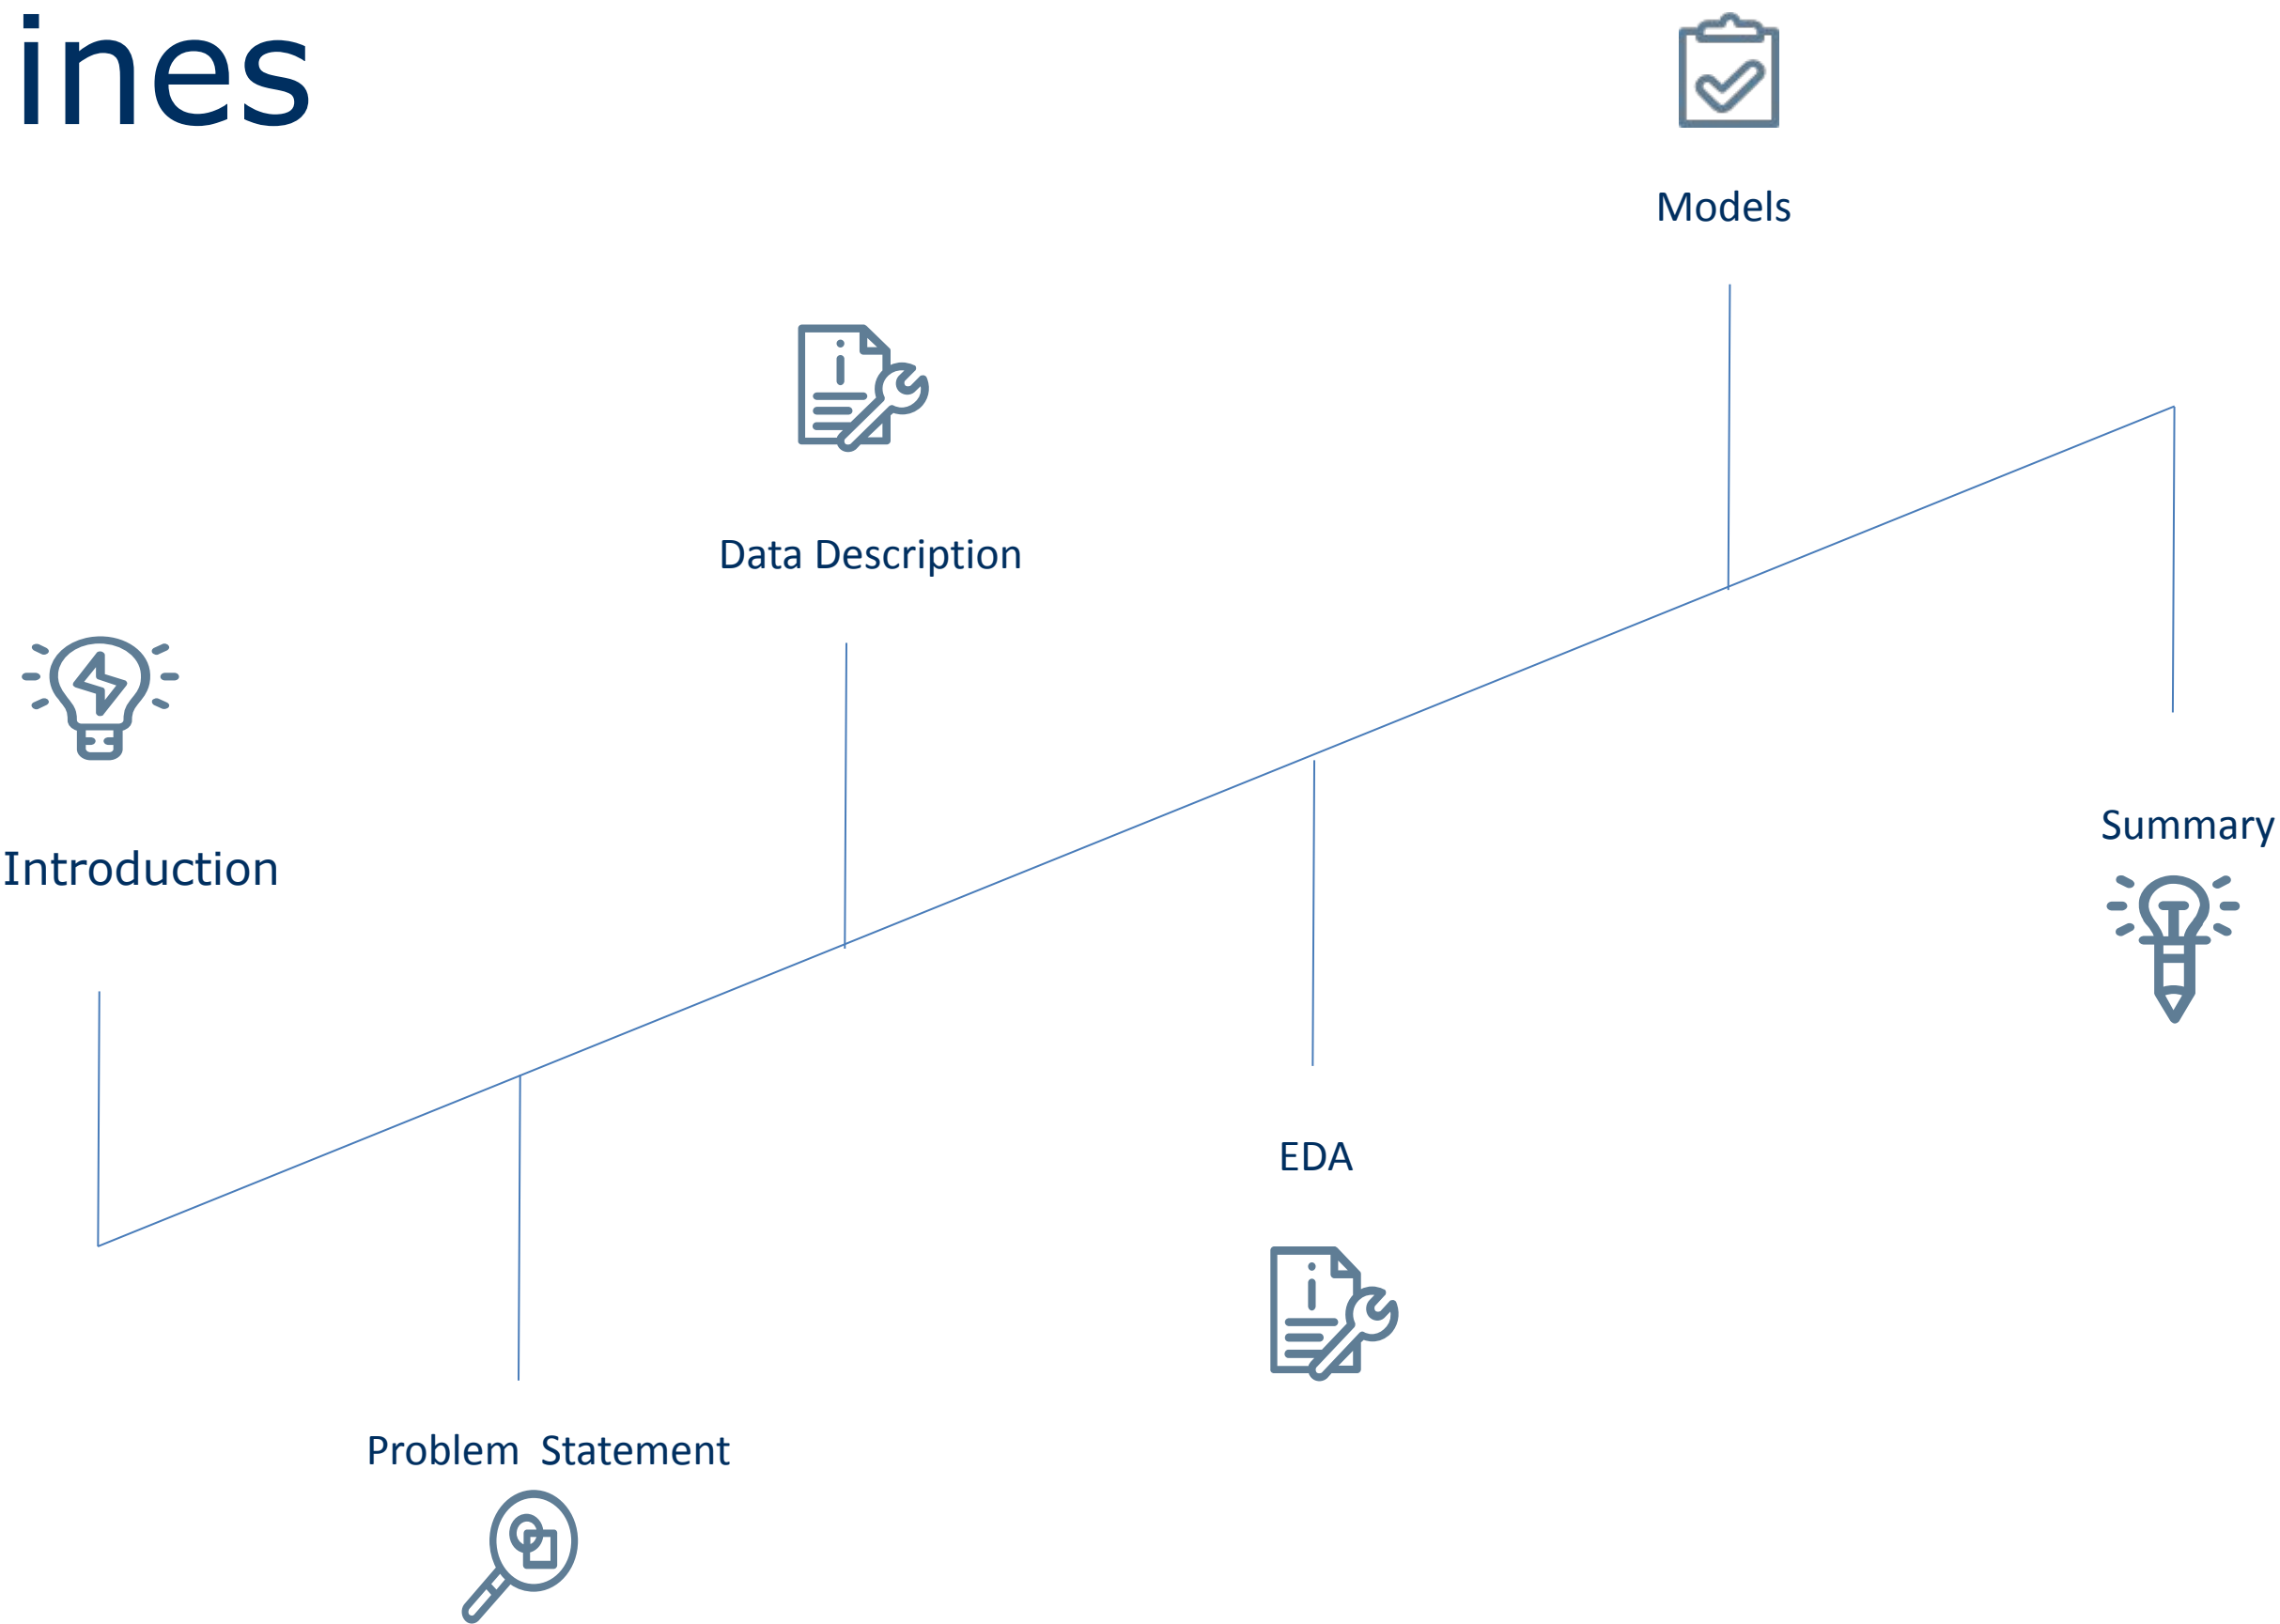 ines
Models
Data Description
Introduction
Summary
EDA
Problem  Statement